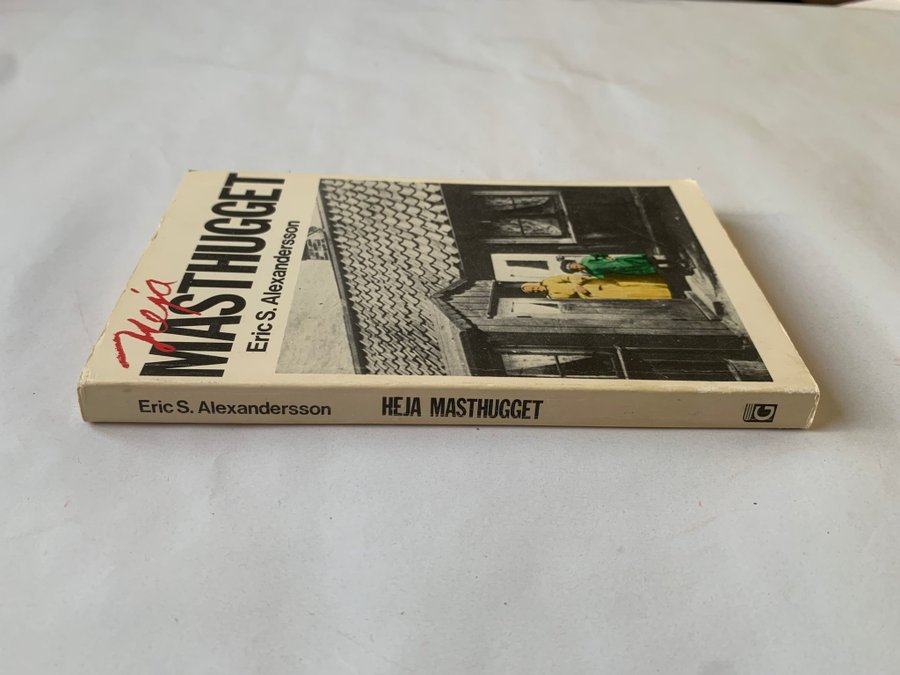 Heja
MASTHUGGET
Eric S. Alexandersson
Eric S. Alexandersson HEJA MASTHUGGET G